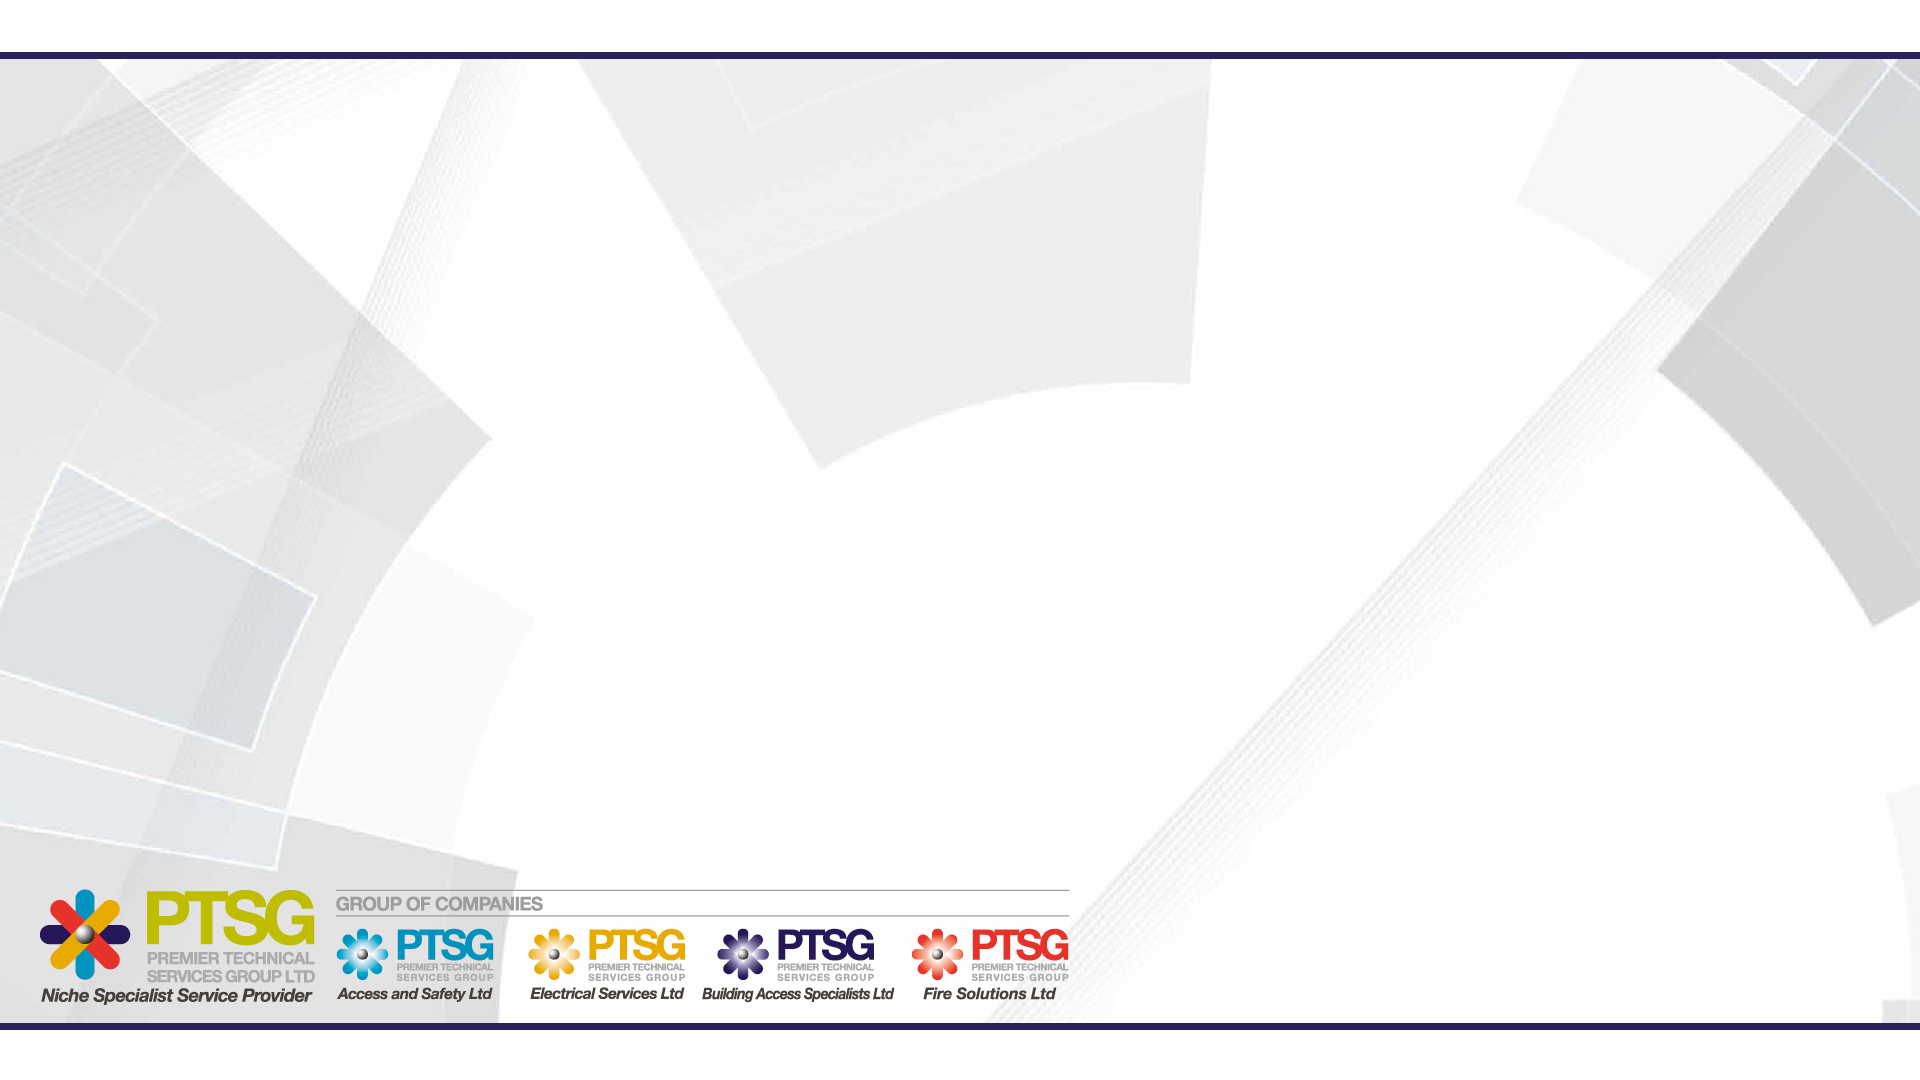 PTSG
PREMIER TECHNICAL
SERVICES GROUP LTD
Niche Specialist Service Provider
GROUP OF COMPANIES
PTSG
PREMIER TECHNICAL
SERVICES GROUP
Access and Safety Ltd
PTSG
PREMIER TECHNICAL
SERVICES GROUP
Electrical Services Ltd
PTSG
PREMIER TECHNICAL
SERVICES GROUP
Building Access Specialists Ltd
PTSG
PREMIER TECHNICAL
SERVICES GROUP
Fire Solutions Ltd